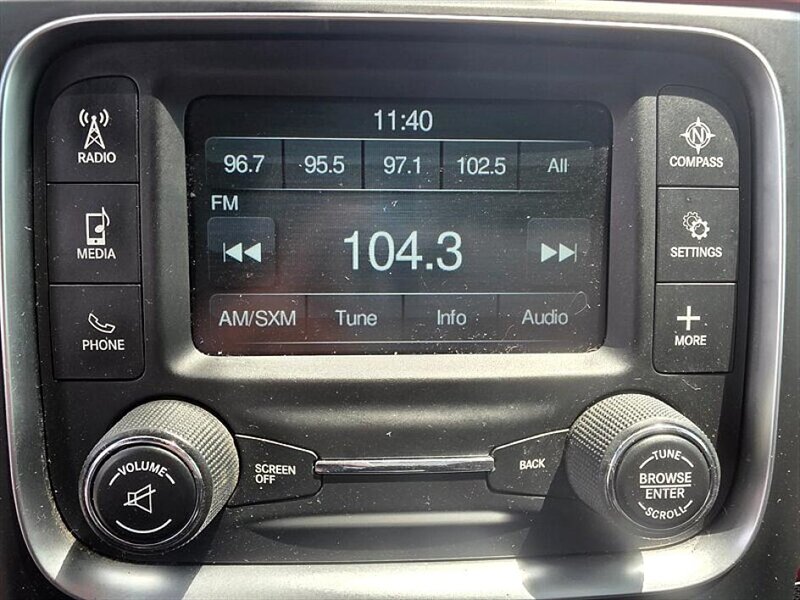 11:40
96.7 95.5 97.1 102.5 All
FM
104.3
AM/SXM Tune Info Audio
RADIO
MEDIA
PHONE
N
COMPASS
SETTINGS
MORE
VOLUME
SCREEN
OFF
BACK
TUNE
BROWSE
ENTER
SCROLL